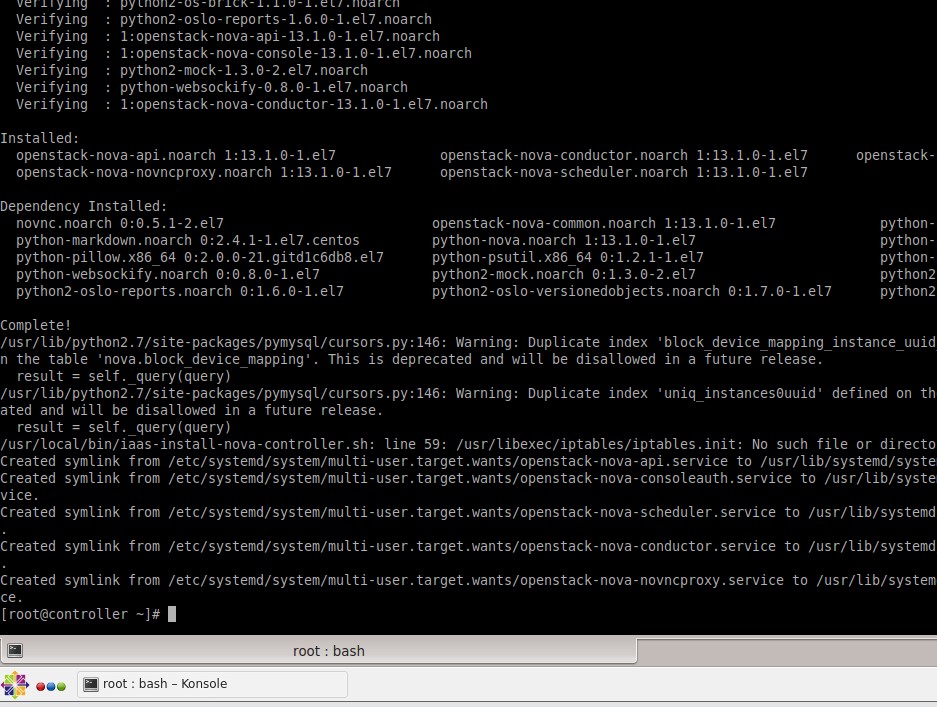 Verifying  : python2-os-brick-1.1.0-1.el7.noarch
Verifying  : python2-oslo-reports-1.6.0-1.el7.noarch
Verifying  : 1:openstack-nova-api-13.1.0-1.el7.noarch
Verifying  : 1:openstack-nova-console-13.1.0-1.el7.noarch
Verifying  : python2-mock-1.3.0-2.el7.noarch
Verifying  : python-websockify-0.8.0-1.el7.noarch
Verifying  : 1:openstack-nova-conductor-13.1.0-1.el7.noarch
Installed:
openstack-nova-api.noarch 1:13.1.0-1.el7 openstack-nova-conductor.noarch 1:13.1.0-1.el7 openstack-
openstack-nova-novncproxy.noarch 1:13.1.0-1.el7 openstack-nova-scheduler.noarch 1:13.1.0-1.el7
Dependency Installed:
novnc.noarch 0:0.5.1-2.el7 openstack-nova-common.noarch 1:13.1.0-1.el7 python-
python-markdown.noarch 0:2.4.1-1.el7.centos python-nova.noarch 1:13.1.0-1.el7 python-
python-pillow.x86_64 0:2.0.0-21.gitd1c6db8.el7 python-psutil.x86_64 0:1.2.1-1.el7 python-
python-websockify.noarch 0:0.8.0-1.el7 python2-mock.noarch 0:1.3.0-2.el7 python2
python2-oslo-reports.noarch 0:1.6.0-1.el7 python2-oslo-versionedobjects.noarch 0:1.7.0-1.el7 python2
Complete!
/usr/lib/python2.7/site-packages/pymysql/cursors.py:146: Warning: Duplicate index 'block_device_mapping_instance_uuid_
n the table 'nova.block_device_mapping'. This is deprecated and will be disallowed in a future release.
result = self._query(query)
/usr/lib/python2.7/site-packages/pymysql/cursors.py:146: Warning: Duplicate index 'uniq_instances0uuid' defined on th
ated and will be disallowed in a future release.
result = self._query(query)
/usr/local/bin/iaas-install-nova-controller.sh: line 59: /usr/libexec/iptables/iptables.init: No such file or directo
Created symlink from /etc/systemd/system/multi-user.target.wants/openstack-nova-api.service to /usr/lib/systemd/syste
Created symlink from /etc/systemd/system/multi-user.target.wants/openstack-nova-consoleauth.service to /usr/lib/syste
vice.
Created symlink from /etc/systemd/system/multi-user.target.wants/openstack-nova-scheduler.service to /usr/lib/systemd
.
Created symlink from /etc/systemd/system/multi-user.target.wants/openstack-nova-conductor.service to /usr/lib/systemd
.
Created symlink from /etc/systemd/system/multi-user.target.wants/openstack-nova-novncproxy.service to /usr/lib/system
ce.
[root@controller ~]#
root : bash
root : bash – Konsole